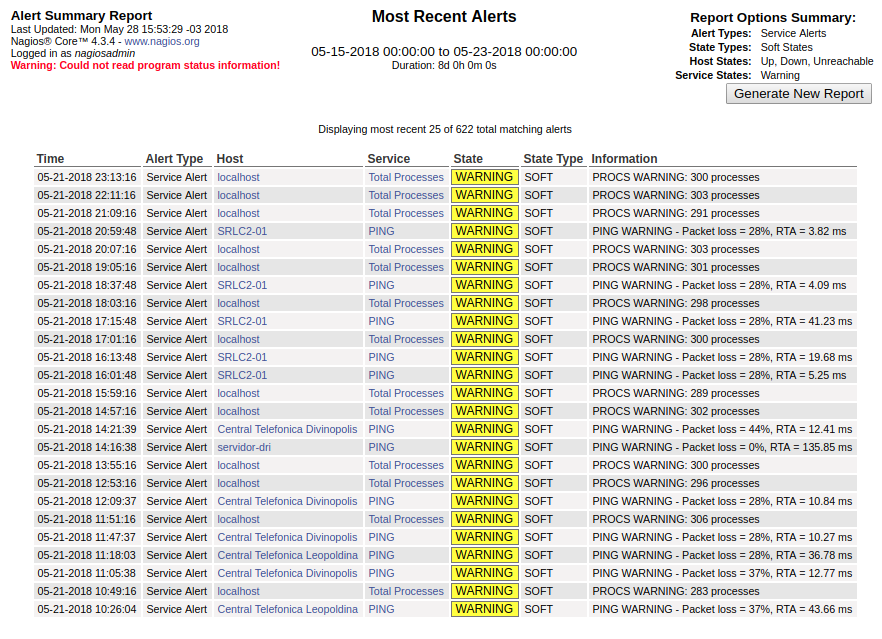 Alert Summary Report
Last Updated: Mon May 28 15:53:29 -03 2018
Nagios® Core™ 4.3.4 - www.nagios.org
Logged in as nagiosadmin
Warning: Could not read program status information!
Most Recent Alerts
05-15-2018 00:00:00 to 05-23-2018 00:00:00
Duration: 8d 0h 0m 0s
Report Options Summary:
Alert Types: Service Alerts
State Types: Soft States
Host States: Up, Down, Unreachable
Service States: Warning
Generate New Report
Displaying most recent 25 of 622 total matching alerts
Time Alert Type Host Service State State Type Information
05-21-2018 23:13:16 Service Alert localhost Total Processes WARNING SOFT PROCS WARNING: 300 processes
05-21-2018 22:11:16 Service Alert localhost Total Processes WARNING SOFT PROCS WARNING: 303 processes
05-21-2018 21:09:16 Service Alert localhost Total Processes WARNING SOFT PROCS WARNING: 291 processes
05-21-2018 20:59:48 Service Alert SRLC2-01 PING WARNING SOFT PING WARNING - Packet loss = 28%, RTA = 3.82 ms
05-21-2018 20:07:16 Service Alert localhost Total Processes WARNING SOFT PROCS WARNING: 303 processes
05-21-2018 19:05:16 Service Alert localhost Total Processes WARNING SOFT PROCS WARNING: 301 processes
05-21-2018 18:37:48 Service Alert SRLC2-01 PING WARNING SOFT PING WARNING - Packet loss = 28%, RTA = 4.09 ms
05-21-2018 18:03:16 Service Alert localhost Total Processes WARNING SOFT PROCS WARNING: 298 processes
05-21-2018 17:15:48 Service Alert SRLC2-01 PING WARNING SOFT PING WARNING - Packet loss = 28%, RTA = 41.23 ms
05-21-2018 17:01:16 Service Alert localhost Total Processes WARNING SOFT PROCS WARNING: 300 processes
05-21-2018 16:13:48 Service Alert SRLC2-01 PING WARNING SOFT PING WARNING - Packet loss = 28%, RTA = 19.68 ms
05-21-2018 16:01:48 Service Alert SRLC2-01 PING WARNING SOFT PING WARNING - Packet loss = 28%, RTA = 5.25 ms
05-21-2018 15:59:16 Service Alert localhost Total Processes WARNING SOFT PROCS WARNING: 289 processes
05-21-2018 14:57:16 Service Alert localhost Total Processes WARNING SOFT PROCS WARNING: 302 processes
05-21-2018 14:21:39 Service Alert Central Telefonica Divinopolis PING WARNING SOFT PING WARNING - Packet loss = 44%, RTA = 12.41 ms
05-21-2018 14:16:38 Service Alert servidor-dri PING WARNING SOFT PING WARNING - Packet loss = 0%, RTA = 135.85 ms
05-21-2018 13:55:16 Service Alert localhost Total Processes WARNING SOFT PROCS WARNING: 300 processes
05-21-2018 12:53:16 Service Alert localhost Total Processes WARNING SOFT PROCS WARNING: 296 processes
05-21-2018 12:09:37 Service Alert Central Telefonica Divinopolis PING WARNING SOFT PING WARNING - Packet loss = 28%, RTA = 10.84 ms
05-21-2018 11:51:16 Service Alert localhost Total Processes WARNING SOFT PROCS WARNING: 306 processes
05-21-2018 11:47:37 Service Alert Central Telefonica Divinopolis PING WARNING SOFT PING WARNING - Packet loss = 28%, RTA = 10.27 ms
05-21-2018 11:18:03 Service Alert Central Telefonica Leopoldina PING WARNING SOFT PING WARNING - Packet loss = 28%, RTA = 36.78 ms
05-21-2018 11:05:38 Service Alert Central Telefonica Divinopolis PING WARNING SOFT PING WARNING - Packet loss = 37%, RTA = 12.77 ms
05-21-2018 10:49:16 Service Alert localhost Total Processes WARNING SOFT PROCS WARNING: 283 processes
05-21-2018 10:26:04 Service Alert Central Telefonica Leopoldina PING WARNING SOFT PING WARNING - Packet loss = 37%, RTA = 43.66 ms